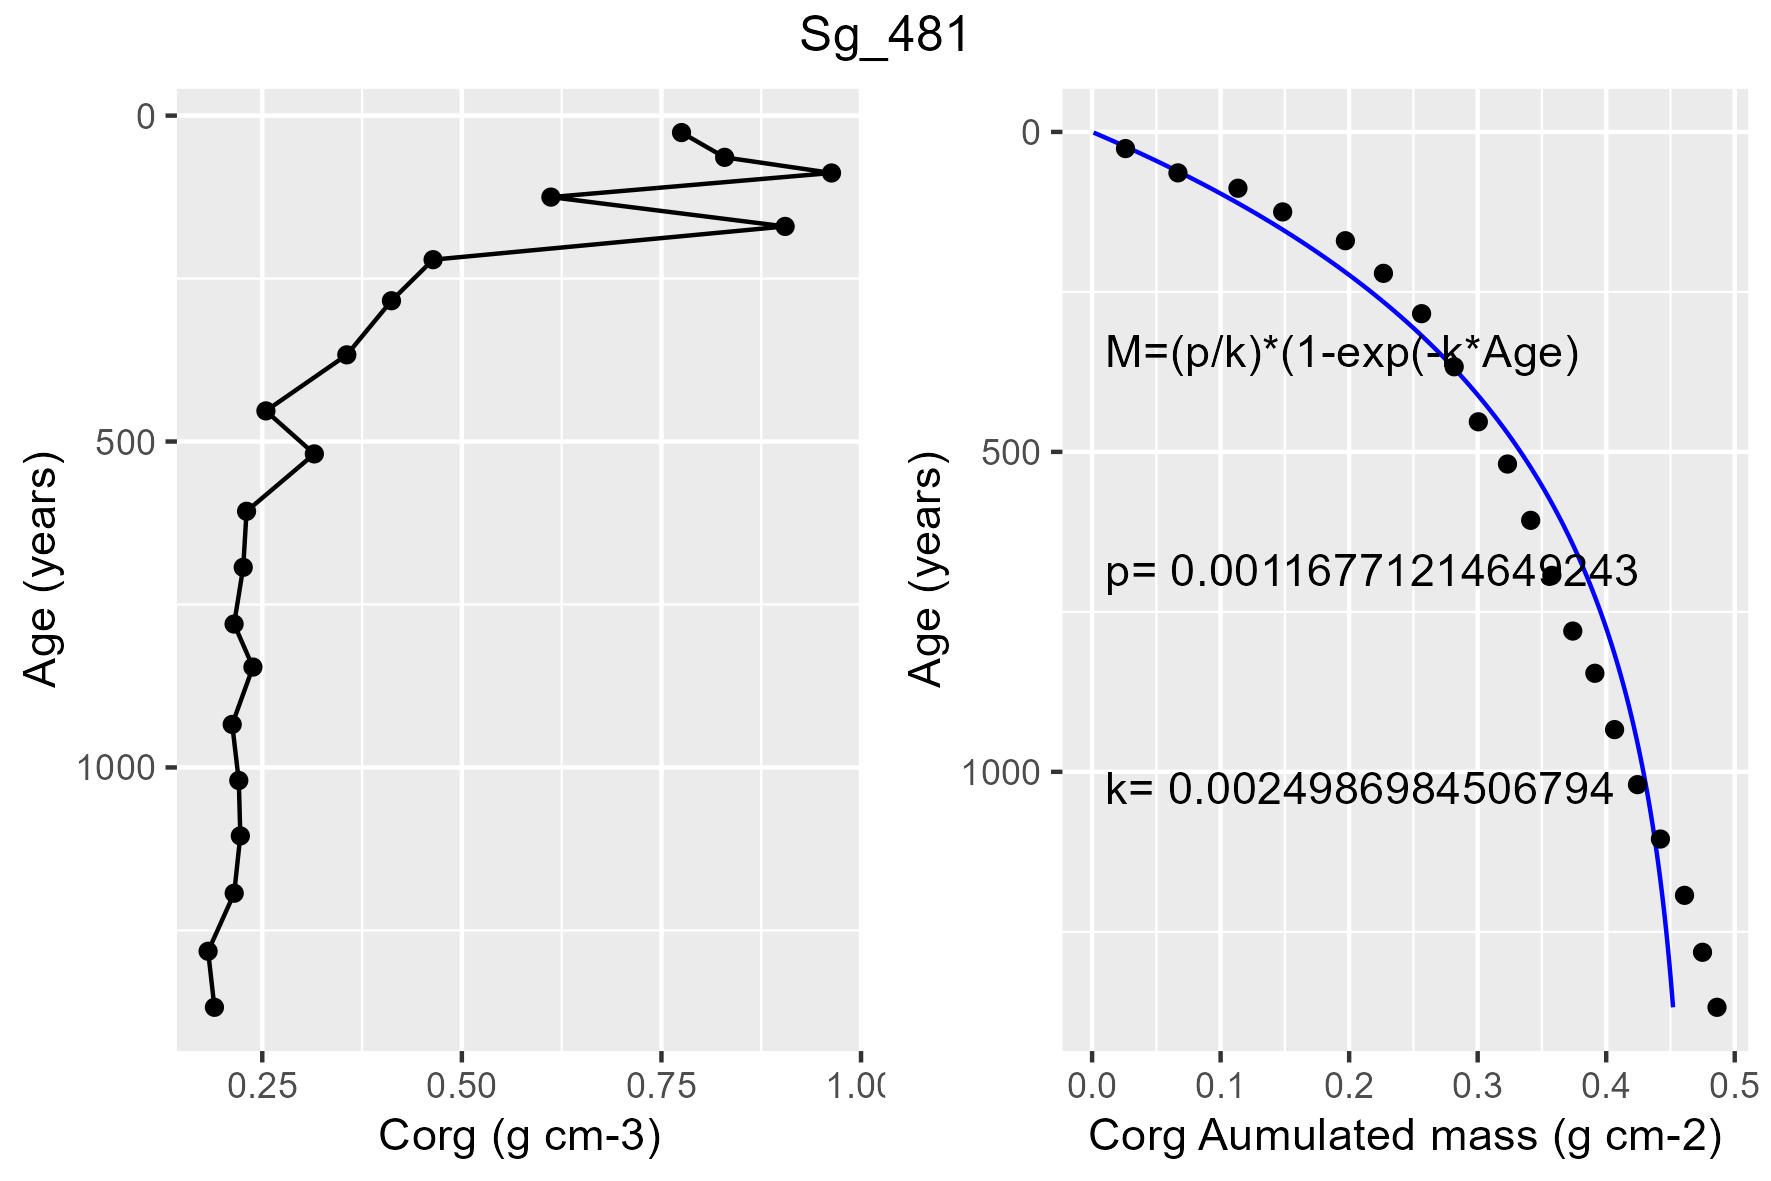 Sg_481
0
500
1000
Age (years)
0.25 0.50 0.75 1.00
Corg (g cm-3)
0
500
1000
Age (years)
M=(p/k)*(1-exp(-k*Age)
p= 0.00116771214649243
k= 0.0024986984506794
0.0 0.1 0.2 0.3 0.4 0.5
Corg Aumulated mass (g cm-2)